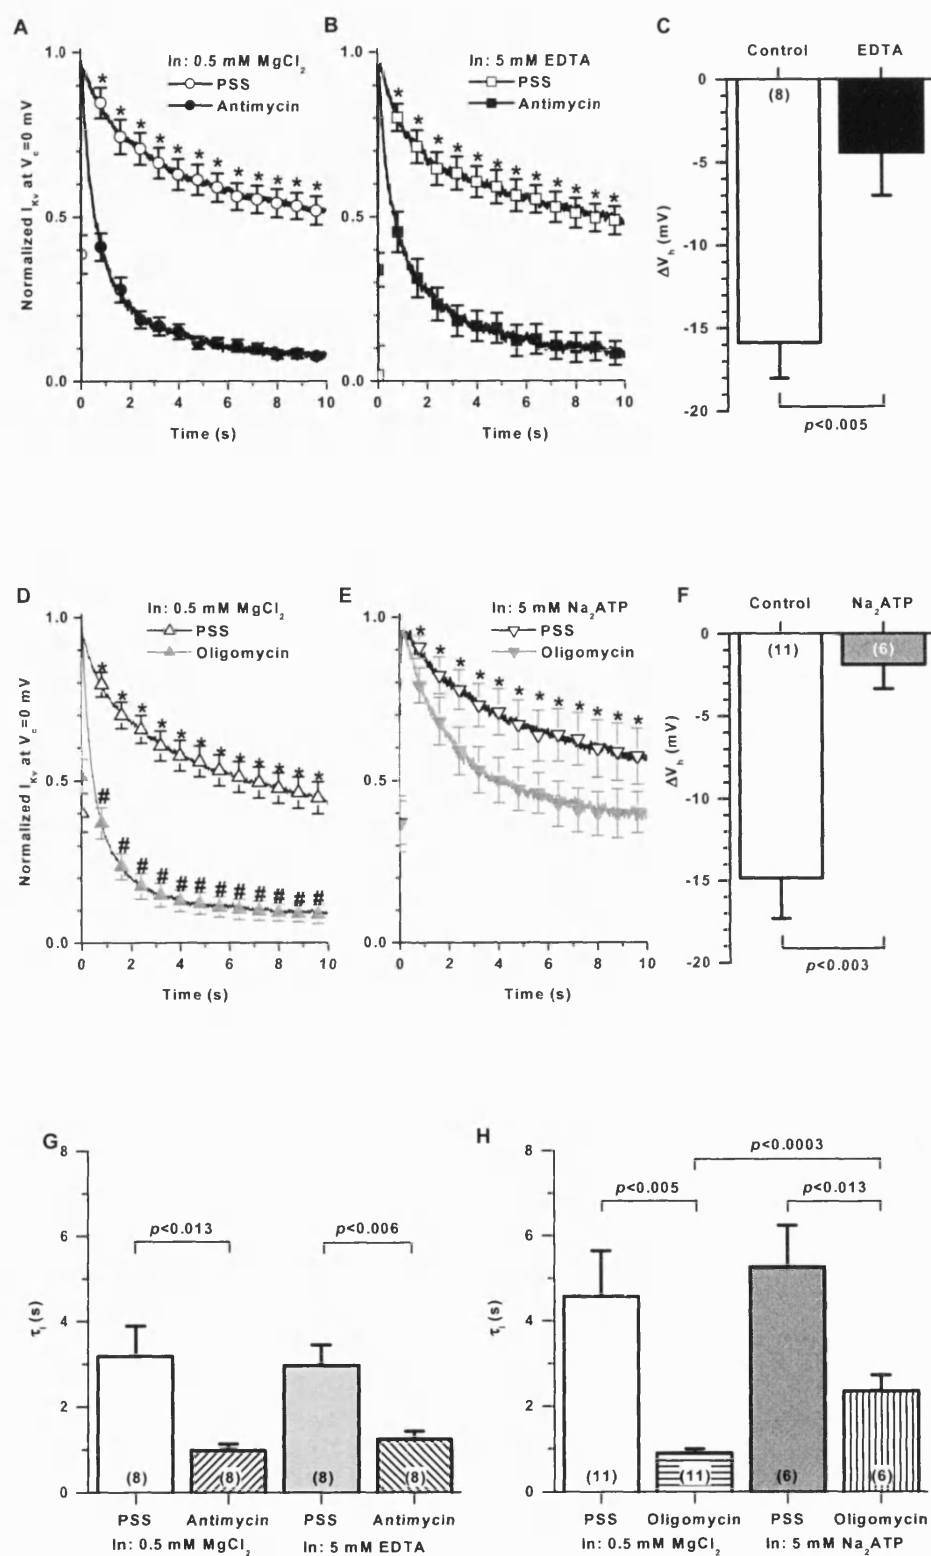 A
In: 0.5 mM MgCl₂
PSS
Antimycin
Normalized I_Kv at V_c=0 mV
1.0
0.5
0.0
* * * * * * * * * * * *
0 2 4 6 8 10
Time (s)
B
In: 5 mM EDTA
PSS
Antimycin
1.0
0.5
0.0
* * * * * * * * * * * *
0 2 4 6 8 10
Time (s)
C
Control EDTA
(8)
ΔV_h (mV)
0
-5
-10
-15
-20
p<0.005
D
In: 0.5 mM MgCl₂
PSS
Oligomycin
Normalized I_Kv at V_c=0 mV
1.0
0.5
0.0
* * * * * * * * * * * *
# # # # # # # # # # # #
0 2 4 6 8 10
Time (s)
E
In: 5 mM Na₂ATP
PSS
Oligomycin
1.0
0.5
0.0
* * * * * * * * * * * *
0 2 4 6 8 10
Time (s)
F
Control Na₂ATP
(11) (6)
ΔV_h (mV)
0
-5
-10
-15
-20
p<0.003
G
τ_i (s)
8
6
4
2
0
p<0.013 p<0.006
(8) (8) (8) (8)
PSS Antimycin PSS Antimycin
In: 0.5 mM MgCl₂ In: 5 mM EDTA
H
τ_i (s)
8
6
4
2
0
p<0.0003
p<0.005 p<0.013
(11) (11) (6) (6)
PSS Oligomycin PSS Oligomycin
In: 0.5 mM MgCl₂ In: 5 mM Na₂ATP